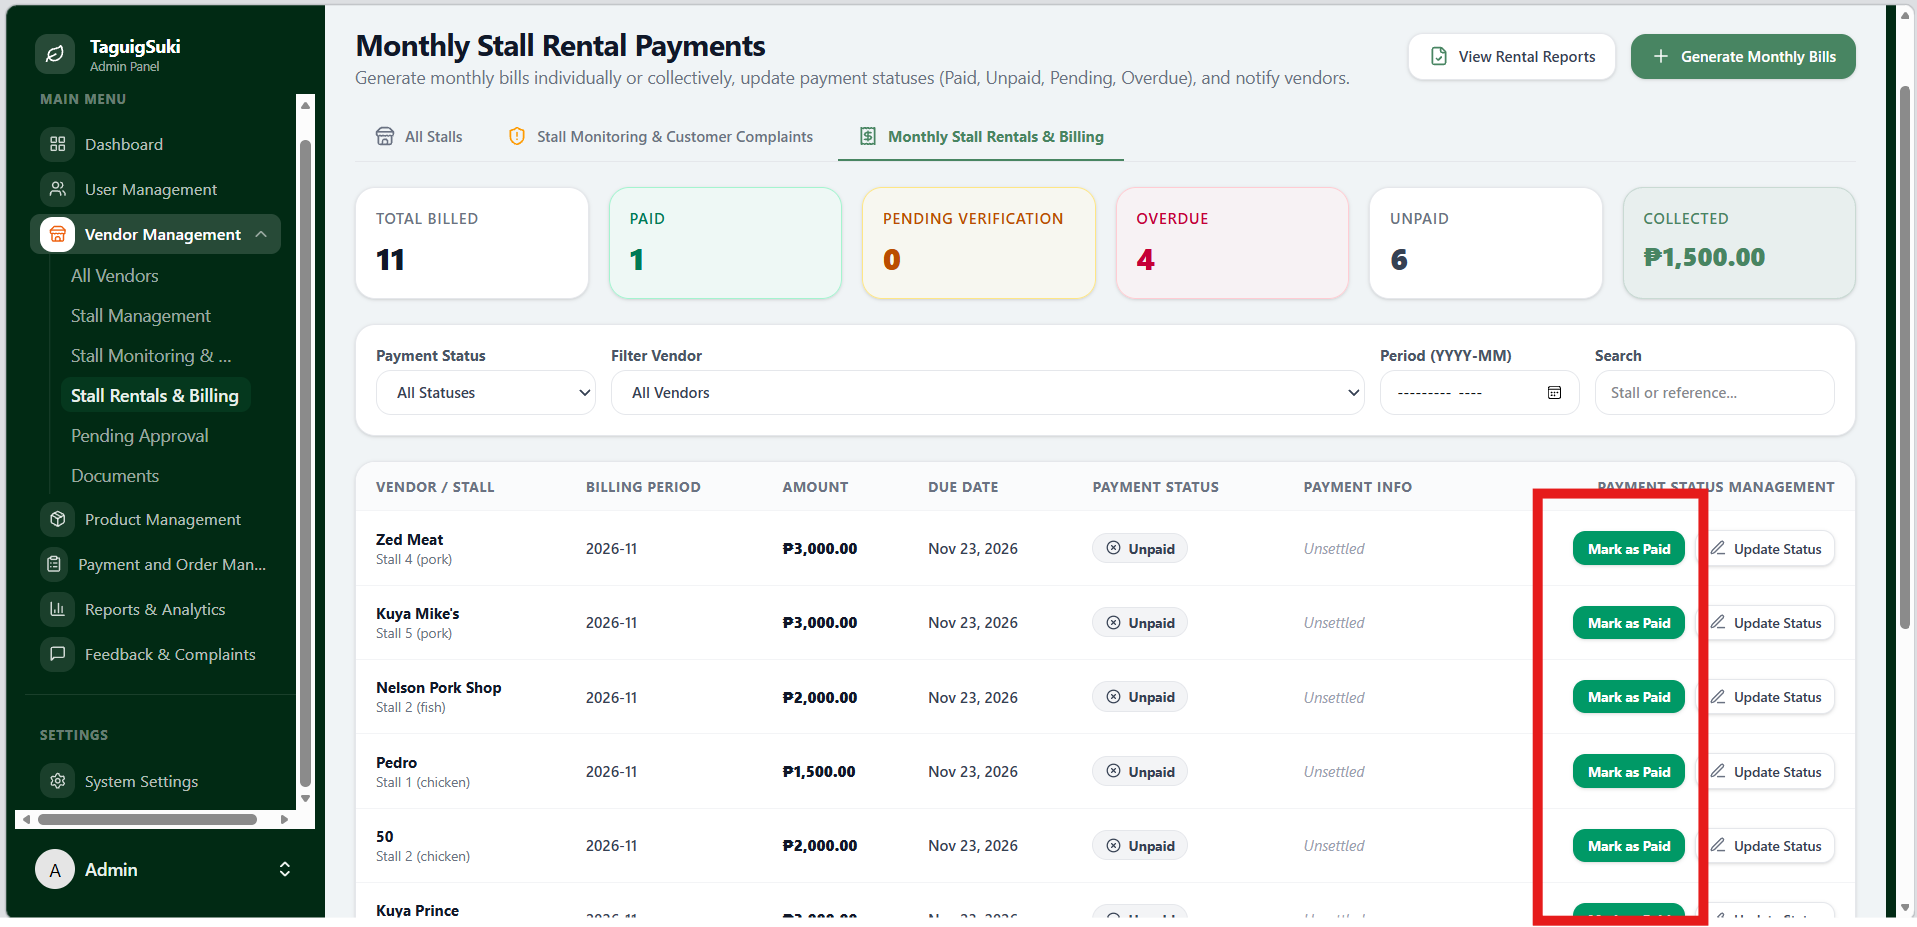 TaguigSuki
Admin Panel
MAIN MENU
Dashboard
User Management
Vendor Management
All Vendors
Stall Management
Stall Monitoring & ...
Stall Rentals & Billing
Pending Approval
Documents
Product Management
Payment and Order Man...
Reports & Analytics
Feedback & Complaints
SETTINGS
System Settings
A Admin
Monthly Stall Rental Payments
Generate monthly bills individually or collectively, update payment statuses (Paid, Unpaid, Pending, Overdue), and notify vendors.
View Rental Reports
+ Generate Monthly Bills
All Stalls
Stall Monitoring & Customer Complaints
Monthly Stall Rentals & Billing
TOTAL BILLED
11
PAID
1
PENDING VERIFICATION
0
OVERDUE
4
UNPAID
6
COLLECTED
₱1,500.00
Payment Status
All Statuses
Filter Vendor
All Vendors
Period (YYYY-MM)
--------- ----
Search
Stall or reference...
VENDOR / STALL BILLING PERIOD AMOUNT DUE DATE PAYMENT STATUS PAYMENT INFO PAYMENT STATUS MANAGEMENT
Zed Meat
Stall 4 (pork)
2026-11 ₱3,000.00 Nov 23, 2026 Unpaid Unsettled Mark as Paid Update Status
Kuya Mike's
Stall 5 (pork)
2026-11 ₱3,000.00 Nov 23, 2026 Unpaid Unsettled Mark as Paid Update Status
Nelson Pork Shop
Stall 2 (fish)
2026-11 ₱2,000.00 Nov 23, 2026 Unpaid Unsettled Mark as Paid Update Status
Pedro
Stall 1 (chicken)
2026-11 ₱1,500.00 Nov 23, 2026 Unpaid Unsettled Mark as Paid Update Status
50
Stall 2 (chicken)
2026-11 ₱2,000.00 Nov 23, 2026 Unpaid Unsettled Mark as Paid Update Status
Kuya Prince